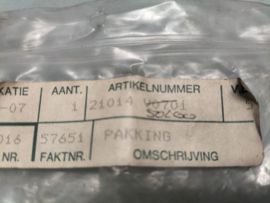 KATIE AANT. ARTIKELNUMMER
-07 1 21014 V0701
016 57651 PAKKING
NR. FAKTNR. OMSCHRIJVING